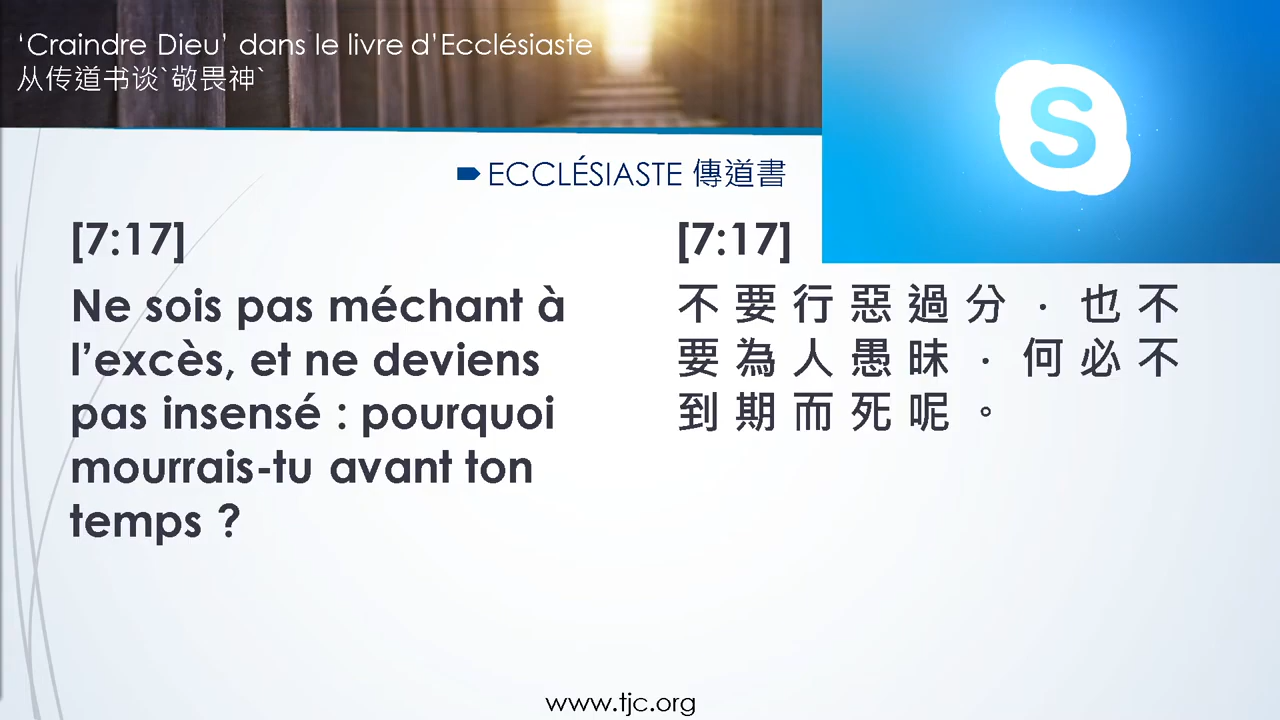 ‘Craindre Dieu’ dans le livre d’Ecclésiaste
从传道书谈`敬畏神`
S
ECCLÉSIASTE 傳道書
[7:17]
Ne sois pas méchant à
l’excès, et ne deviens
pas insensé : pourquoi
mourrais-tu avant ton
temps ?
[7:17]
不要行惡過分．也不
要為人愚昧．何必不
到期而死呢。
www.tjc.org